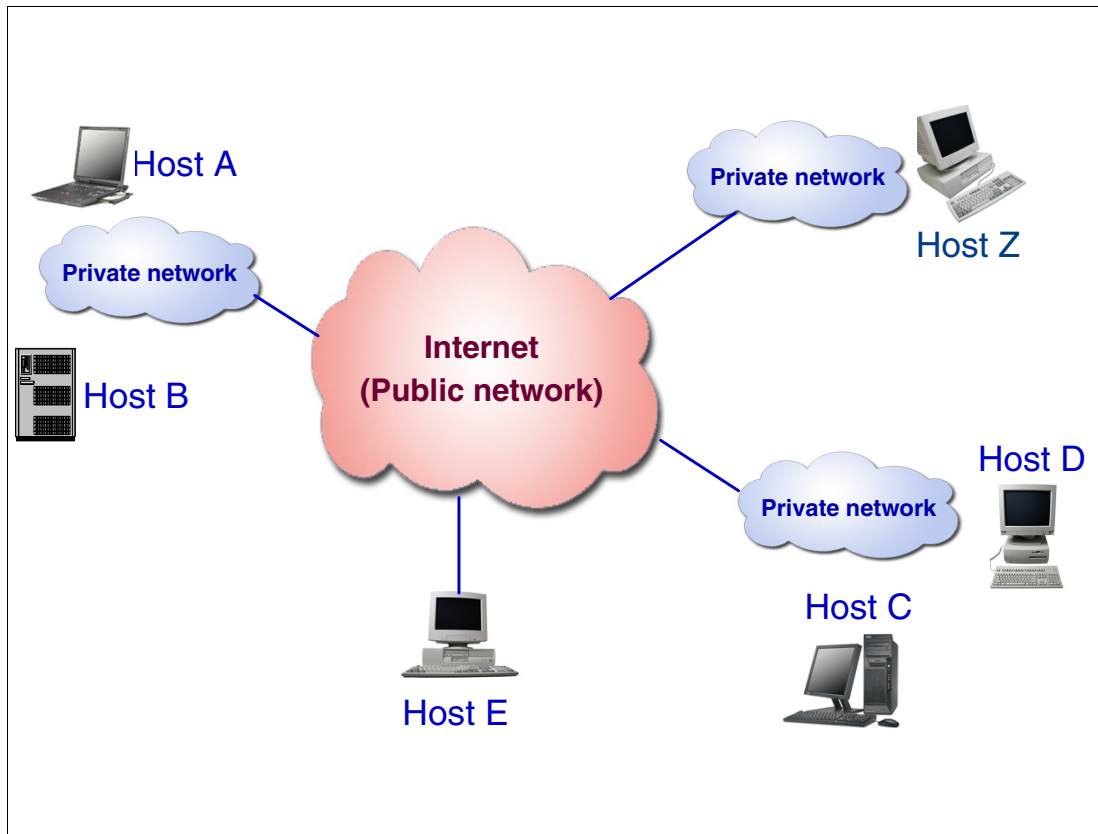 Host A
Private network
Host Z
Private network
Internet
(Public network)
Host B
Host D
Private network
Host C
Host E